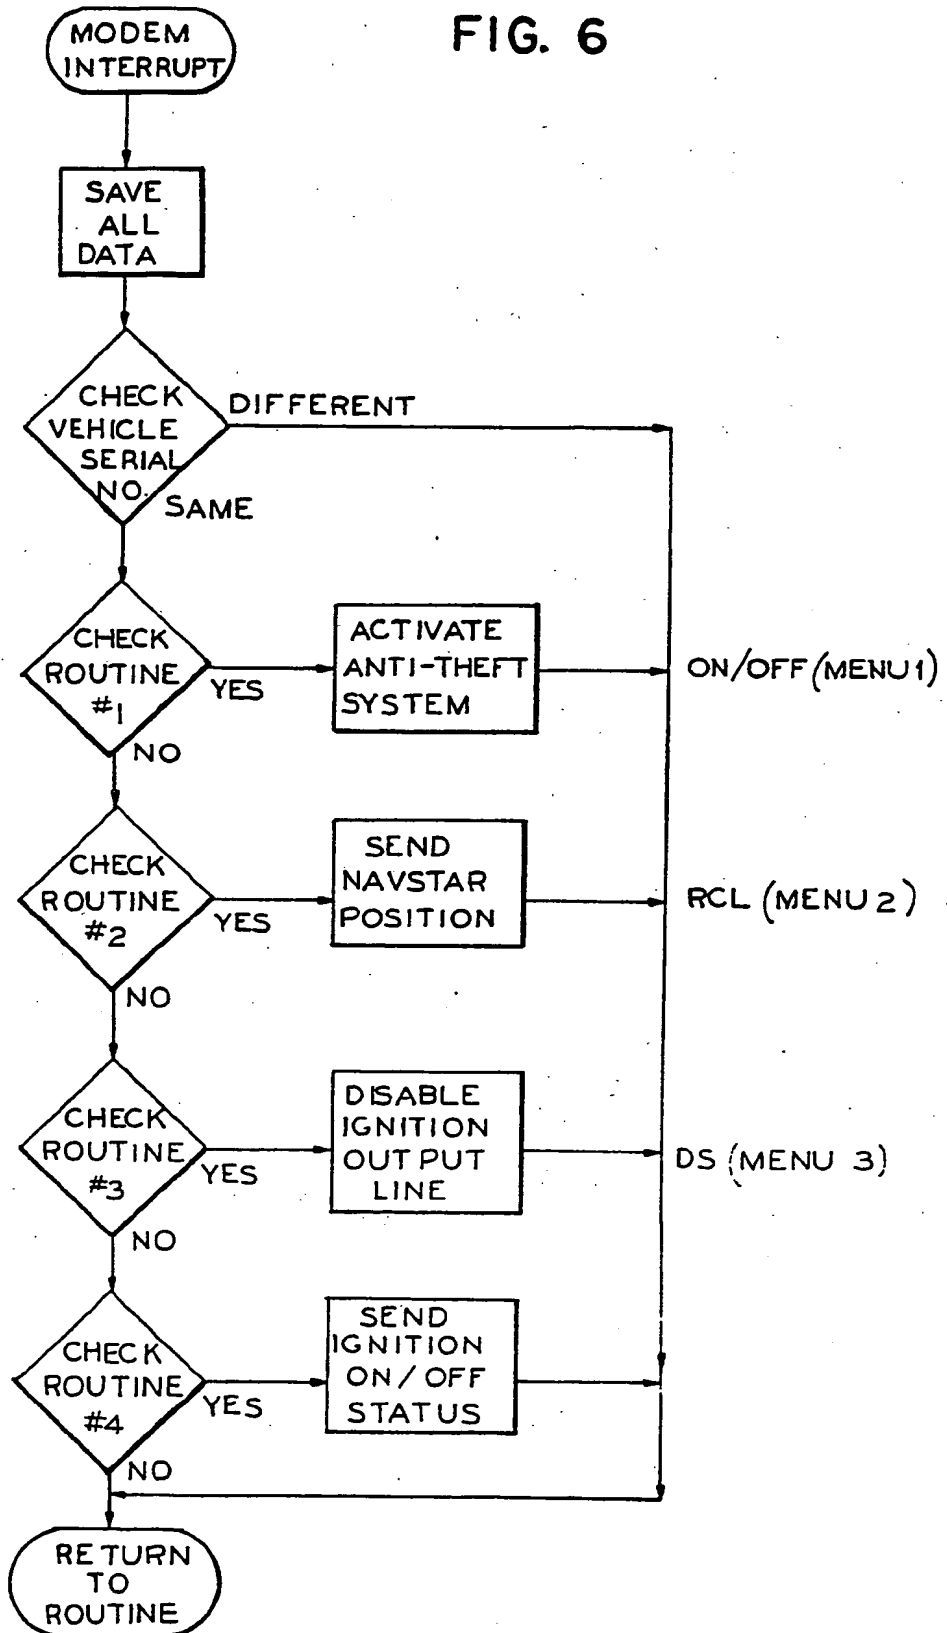 FIG. 6
MODEM
INTERRUPT
SAVE
ALL
DATA
CHECK
VEHICLE
SERIAL
NO.
DIFFERENT
SAME
CHECK
ROUTINE
#1
YES
NO
ACTIVATE
ANTI-THEFT
SYSTEM
ON/OFF (MENU 1)
CHECK
ROUTINE
#2
YES
NO
SEND
NAVSTAR
POSITION
RCL (MENU 2)
CHECK
ROUTINE
#3
YES
NO
DISABLE
IGNITION
OUTPUT
LINE
DS (MENU 3)
CHECK
ROUTINE
#4
YES
NO
SEND
IGNITION
ON/OFF
STATUS
RETURN
TO
ROUTINE